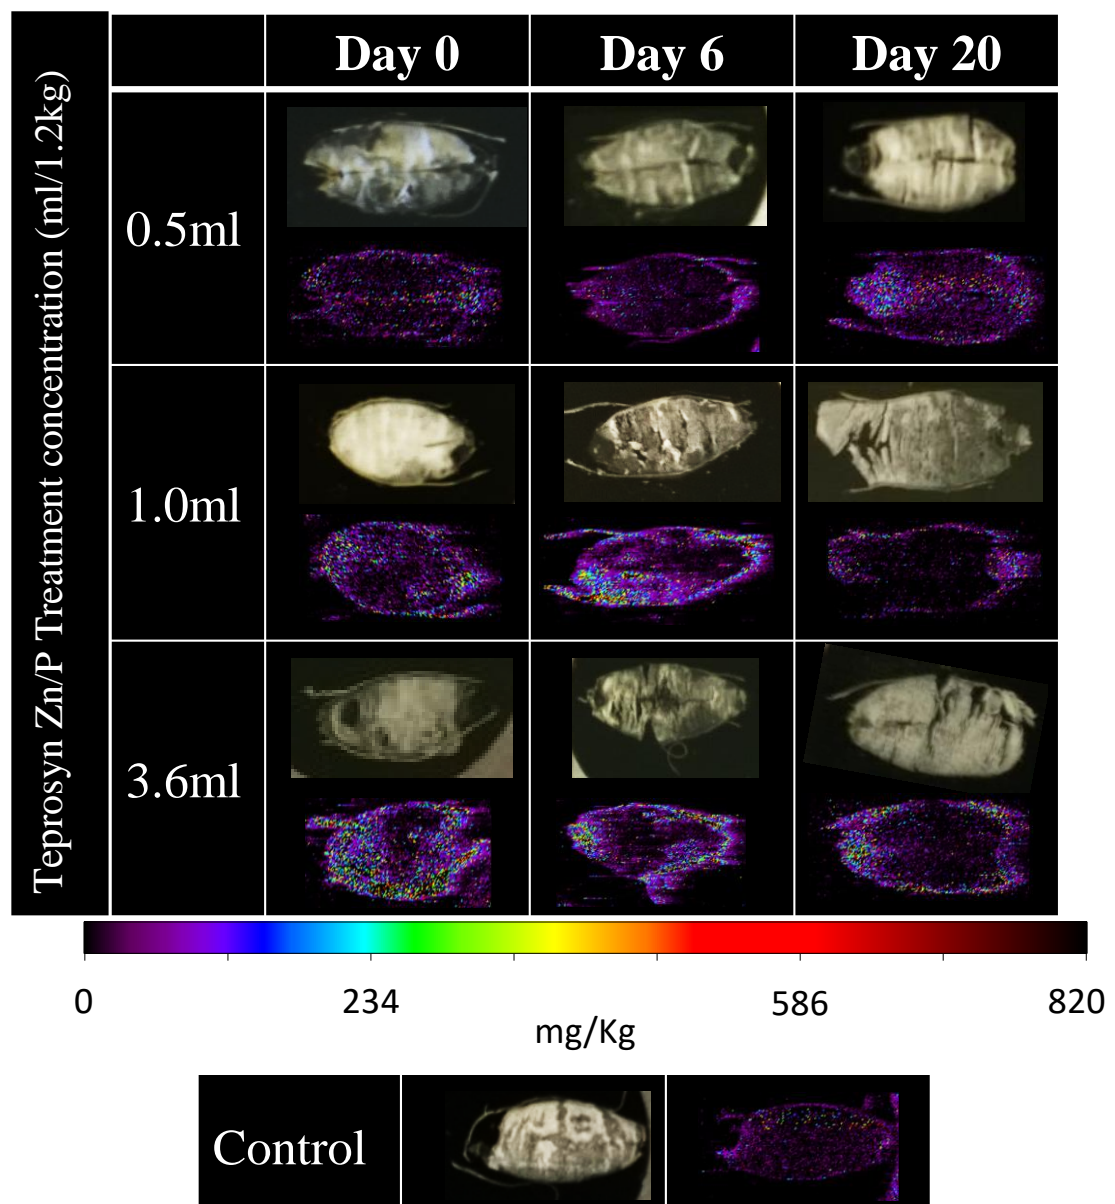 Teprosyn Zn/P Treatment concentration (ml/1.2kg)
Day 0 Day 6 Day 20
0.5ml
1.0ml
3.6ml
0 234 586 820
mg/Kg
Control